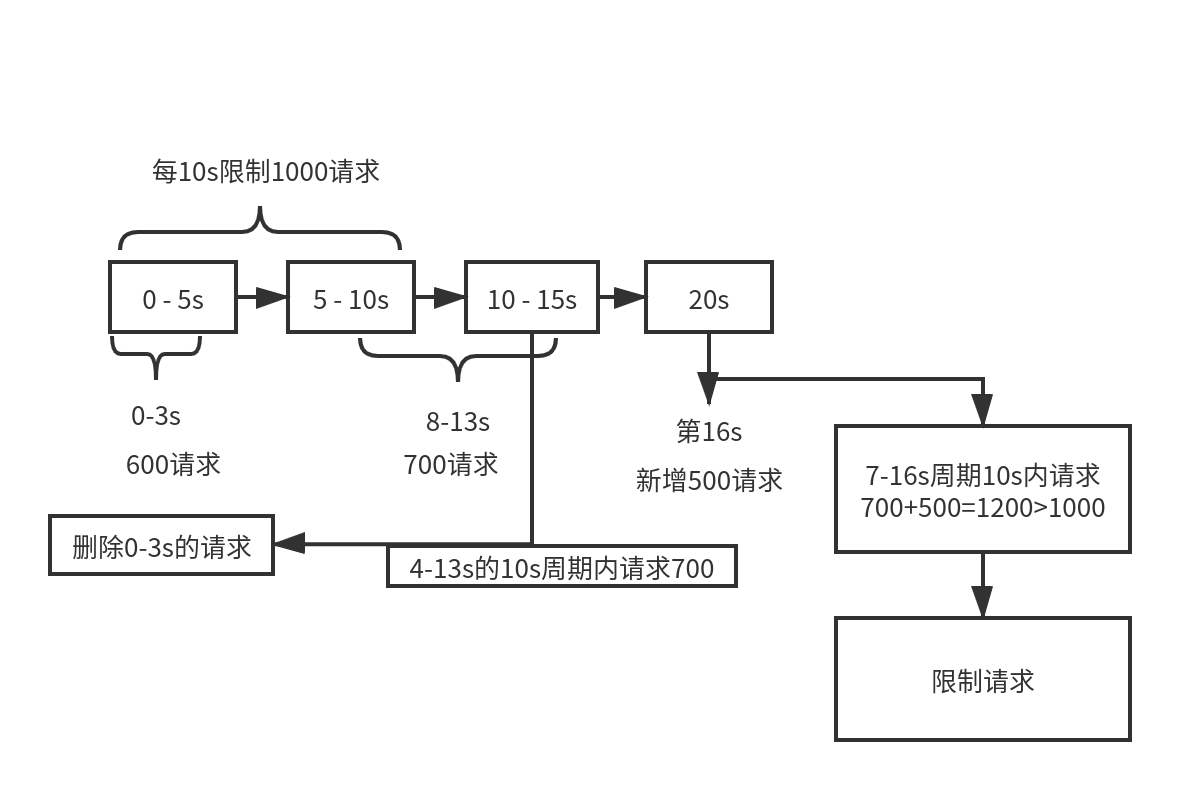 每10s限制1000请求
0 - 5s
5 - 10s
10 - 15s
20s
0-3s
600请求
8-13s
700请求
第16s
新增500请求
7-16s周期10s内请求
700+500=1200>1000
删除0-3s的请求
4-13s的10s周期内请求700
限制请求